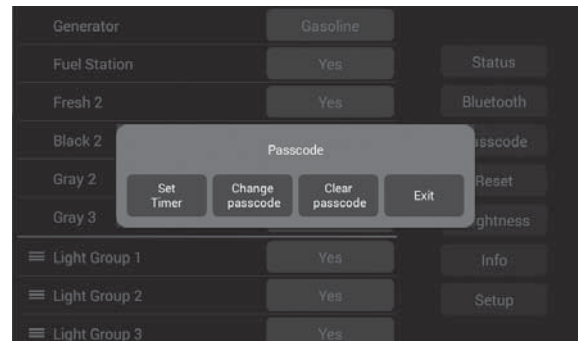 Generator Gasoline
Fuel Station Yes Status
Fresh 2 Yes Bluetooth
Black 2 asscode
Passcode
Gray 2 Reset
Set Timer Change passcode Clear passcode Exit
Gray 3 ghtness
Light Group 1 Yes Info
Light Group 2 Yes Setup
Light Group 3 Yes